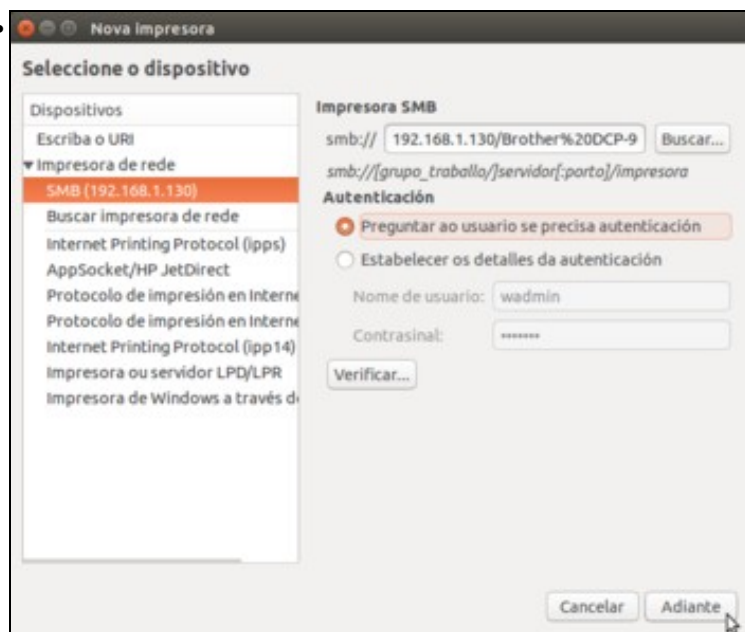 Nova impresora
Seleccione o dispositivo
Dispositivos
Escriba o URI
Impresora de rede
SMB (192.168.1.130)
Buscar impresora de rede
Internet Printing Protocol (ipps)
AppSocket/HP JetDirect
Protocolo de impresión en Interne
Protocolo de impresión en Interne
Internet Printing Protocol (ipp14)
Impresora ou servidor LPD/LPR
Impresora de Windows a través d
Impresora SMB
smb:// 192.168.1.130/Brother%20DCP-9 Buscar...
smb://[grupo_traballo/]servidor[:porto]/impresora
Autenticación
Preguntar ao usuario se precisa autenticación
Establecer os detalles da autenticación
Nome de usuario: wadmin
Contrasinal: •••••••
Verificar...
Cancelar Adiante